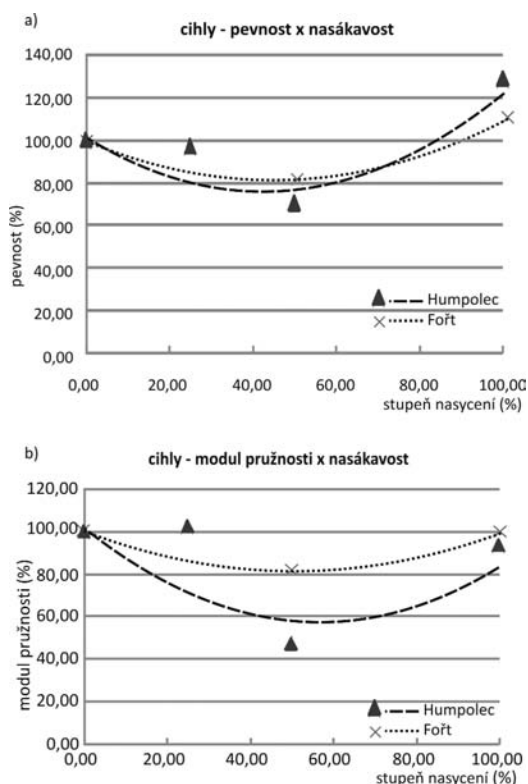 a)
cihly - pevnost x nasákavost
140,00
120,00
100,00
80,00
60,00
40,00
20,00
0,00
pevnost (%)
Humpolec
Fořt
0,00 20,00 40,00 60,00 80,00 100,00
stupeň nasycení (%)
b)
cihly - modul pružnosti x nasákavost
120,00
100,00
80,00
60,00
40,00
20,00
0,00
modul pružnosti (%)
Humpolec
Fořt
0,00 20,00 40,00 60,00 80,00 100,00
stupeň nasycení (%)